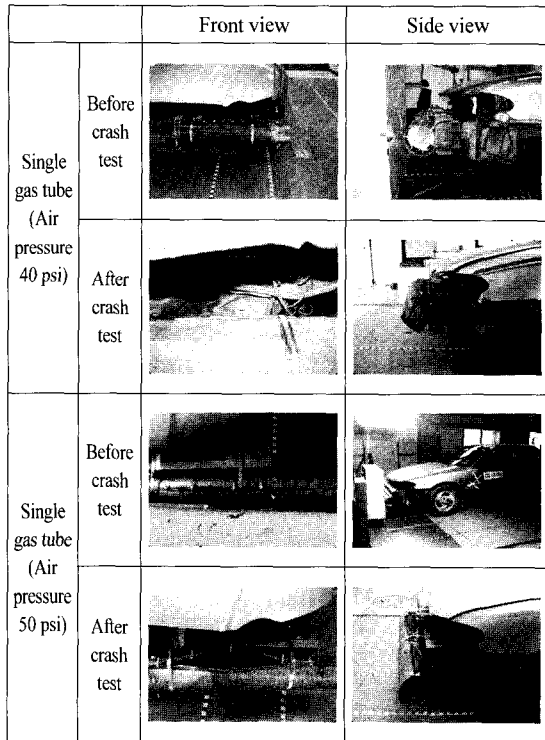 Front view
Side view
Single
gas tube
(Air
pressure
40 psi)
Before
crash
test
After
crash
test
Single
gas tube
(Air
pressure
50 psi)
Before
crash
test
After
crash
test